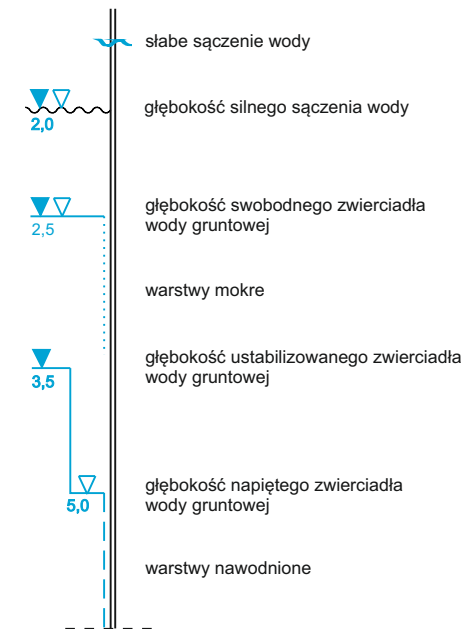 słabe sączenie wody
głębokość silnego sączenia wody
2,0
głębokość swobodnego zwierciadła
wody gruntowej
2,5
warstwy mokre
głębokość ustabilizowanego zwierciadła
wody gruntowej
3,5
głębokość napiętego zwierciadła
wody gruntowej
5,0
warstwy nawodnione